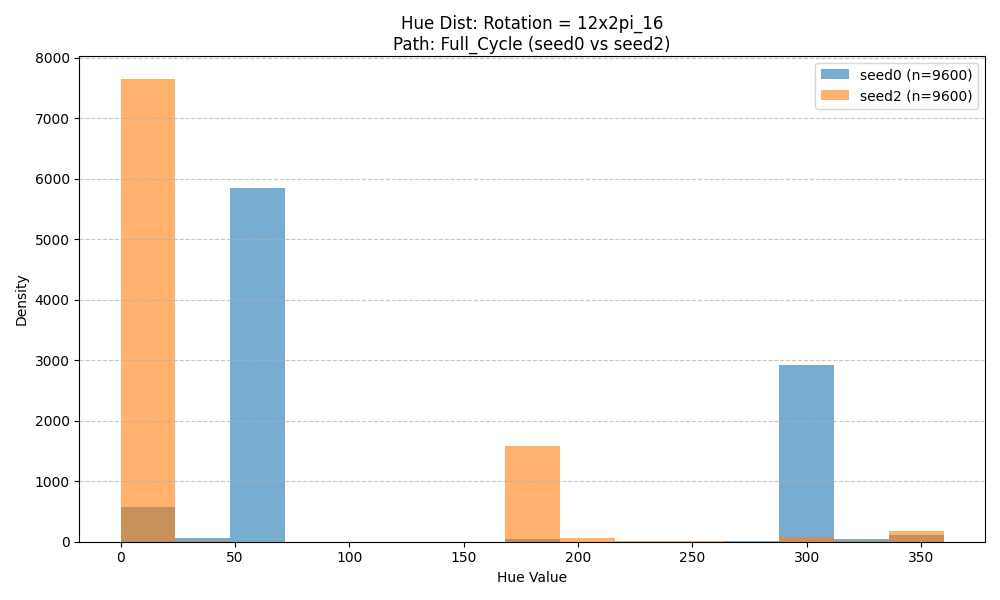 Hue Dist: Rotation = 12x2pi_16
Path: Full_Cycle (seed0 vs seed2)
seed0 (n=9600)
seed2 (n=9600)
Density
8000
7000
6000
5000
4000
3000
2000
1000
0
0 50 100 150 200 250 300 350
Hue Value